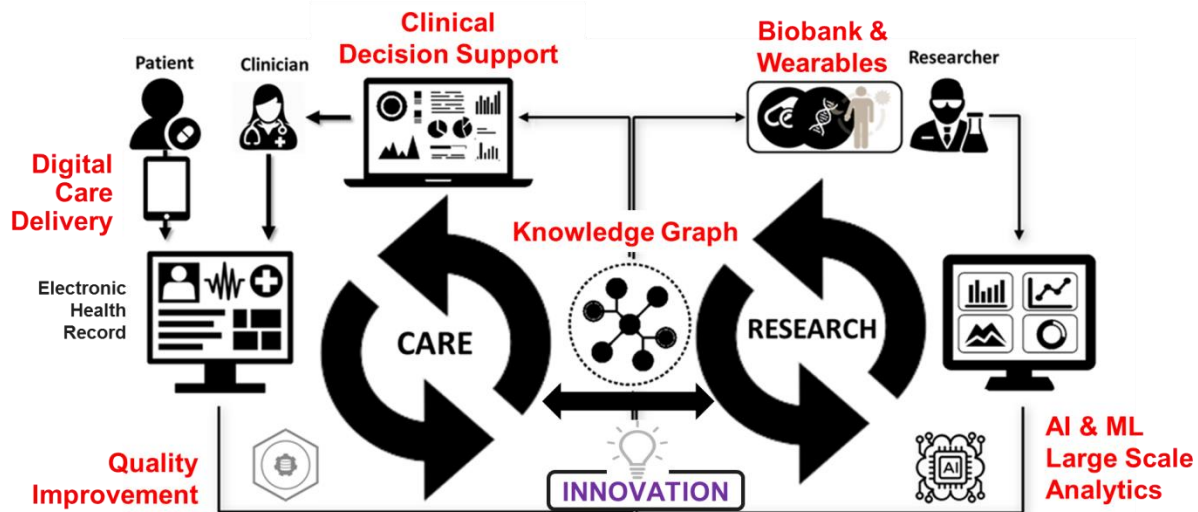 Clinical
Decision Support
Biobank &
Wearables
Patient
Clinician
Researcher
Digital
Care
Delivery
Knowledge Graph
Electronic
Health
Record
CARE
RESEARCH
Quality
Improvement
INNOVATION
AI
AI & ML
Large Scale
Analytics